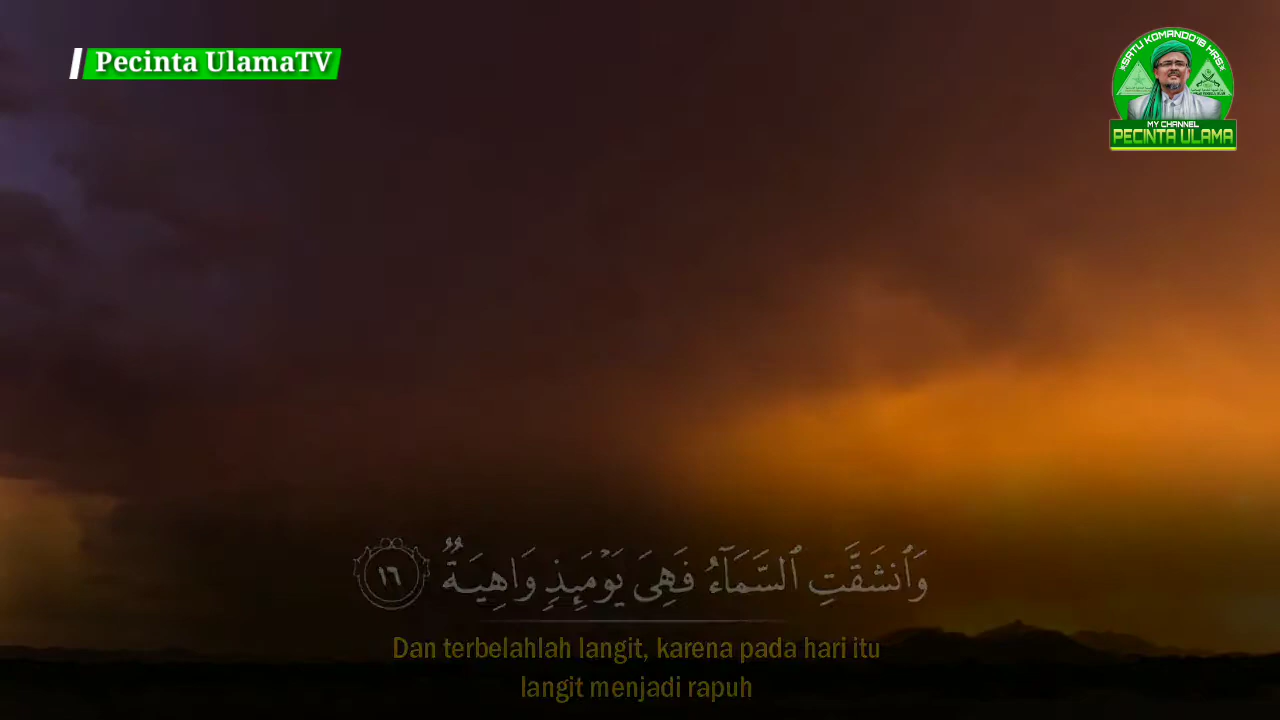 Pecinta UlamaTV
★SATU KOMANDO'IB HRS★
MY CHANNEL
PECINTA ULAMA
وَٱنشَقَّتِ ٱلسَّمَآءُ فَهِىَ يَوْمَئِذٍ وَاهِيَةٌ ١٦
Dan terbelahlah langit, karena pada hari itu
langit menjadi rapuh